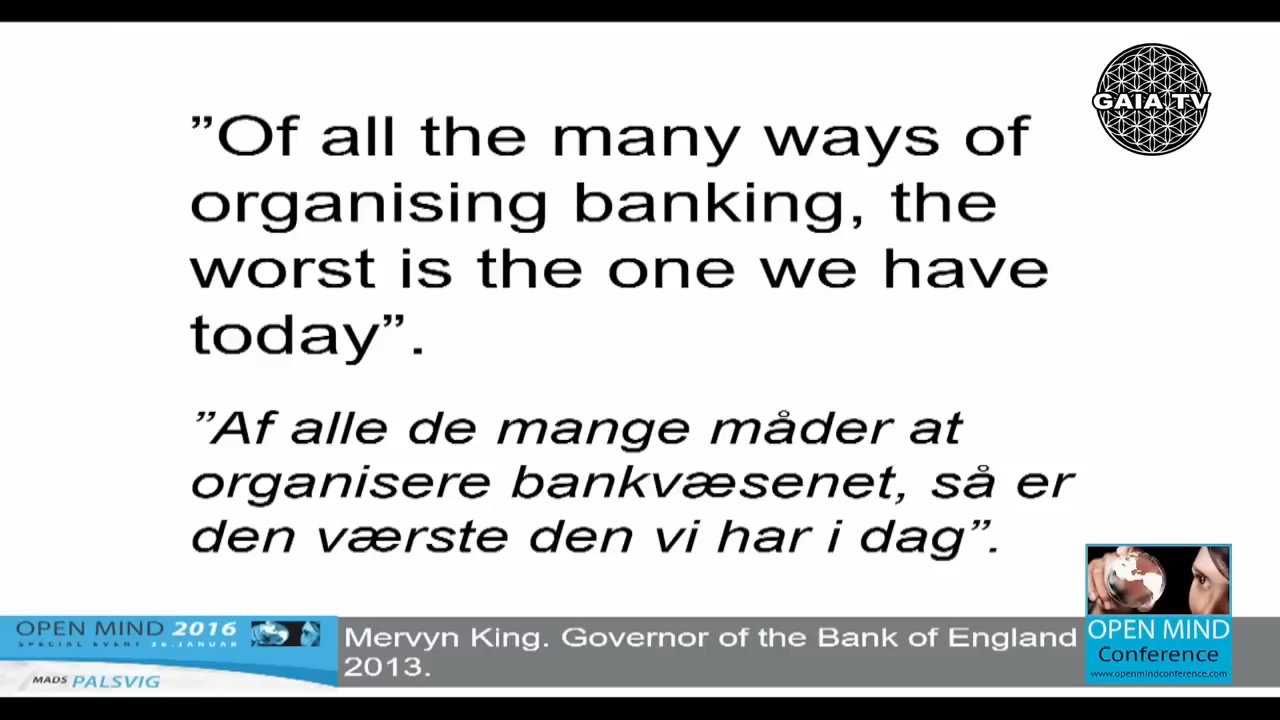 GAIA TV
”Of all the many ways of
organising banking, the
worst is the one we have
today”.
”Af alle de mange måder at
organisere bankvæsenet, så er
den værste den vi har i dag”.
OPEN MIND 2016
SPECIAL EVENT 26.JANUAR
MADS PALSVIG
Mervyn King. Governor of the Bank of England
2013.
OPEN MIND
Conference
www.openmindconference.com